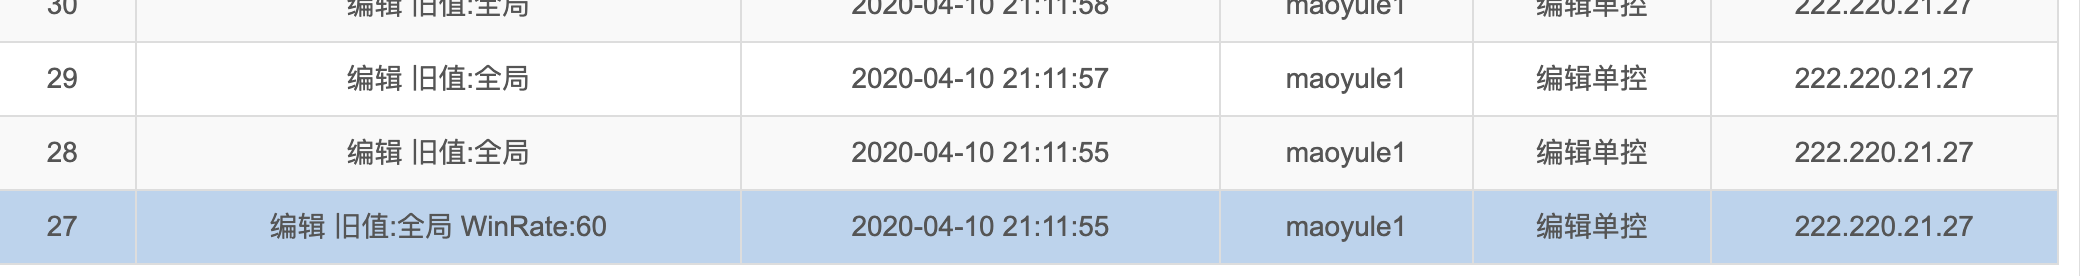 30 编辑 旧值:全局 2020-04-10 21:11:58 maoyule1 编辑单控 222.220.21.27
29 编辑 旧值:全局 2020-04-10 21:11:57 maoyule1 编辑单控 222.220.21.27
28 编辑 旧值:全局 2020-04-10 21:11:55 maoyule1 编辑单控 222.220.21.27
27 编辑 旧值:全局 WinRate:60 2020-04-10 21:11:55 maoyule1 编辑单控 222.220.21.27